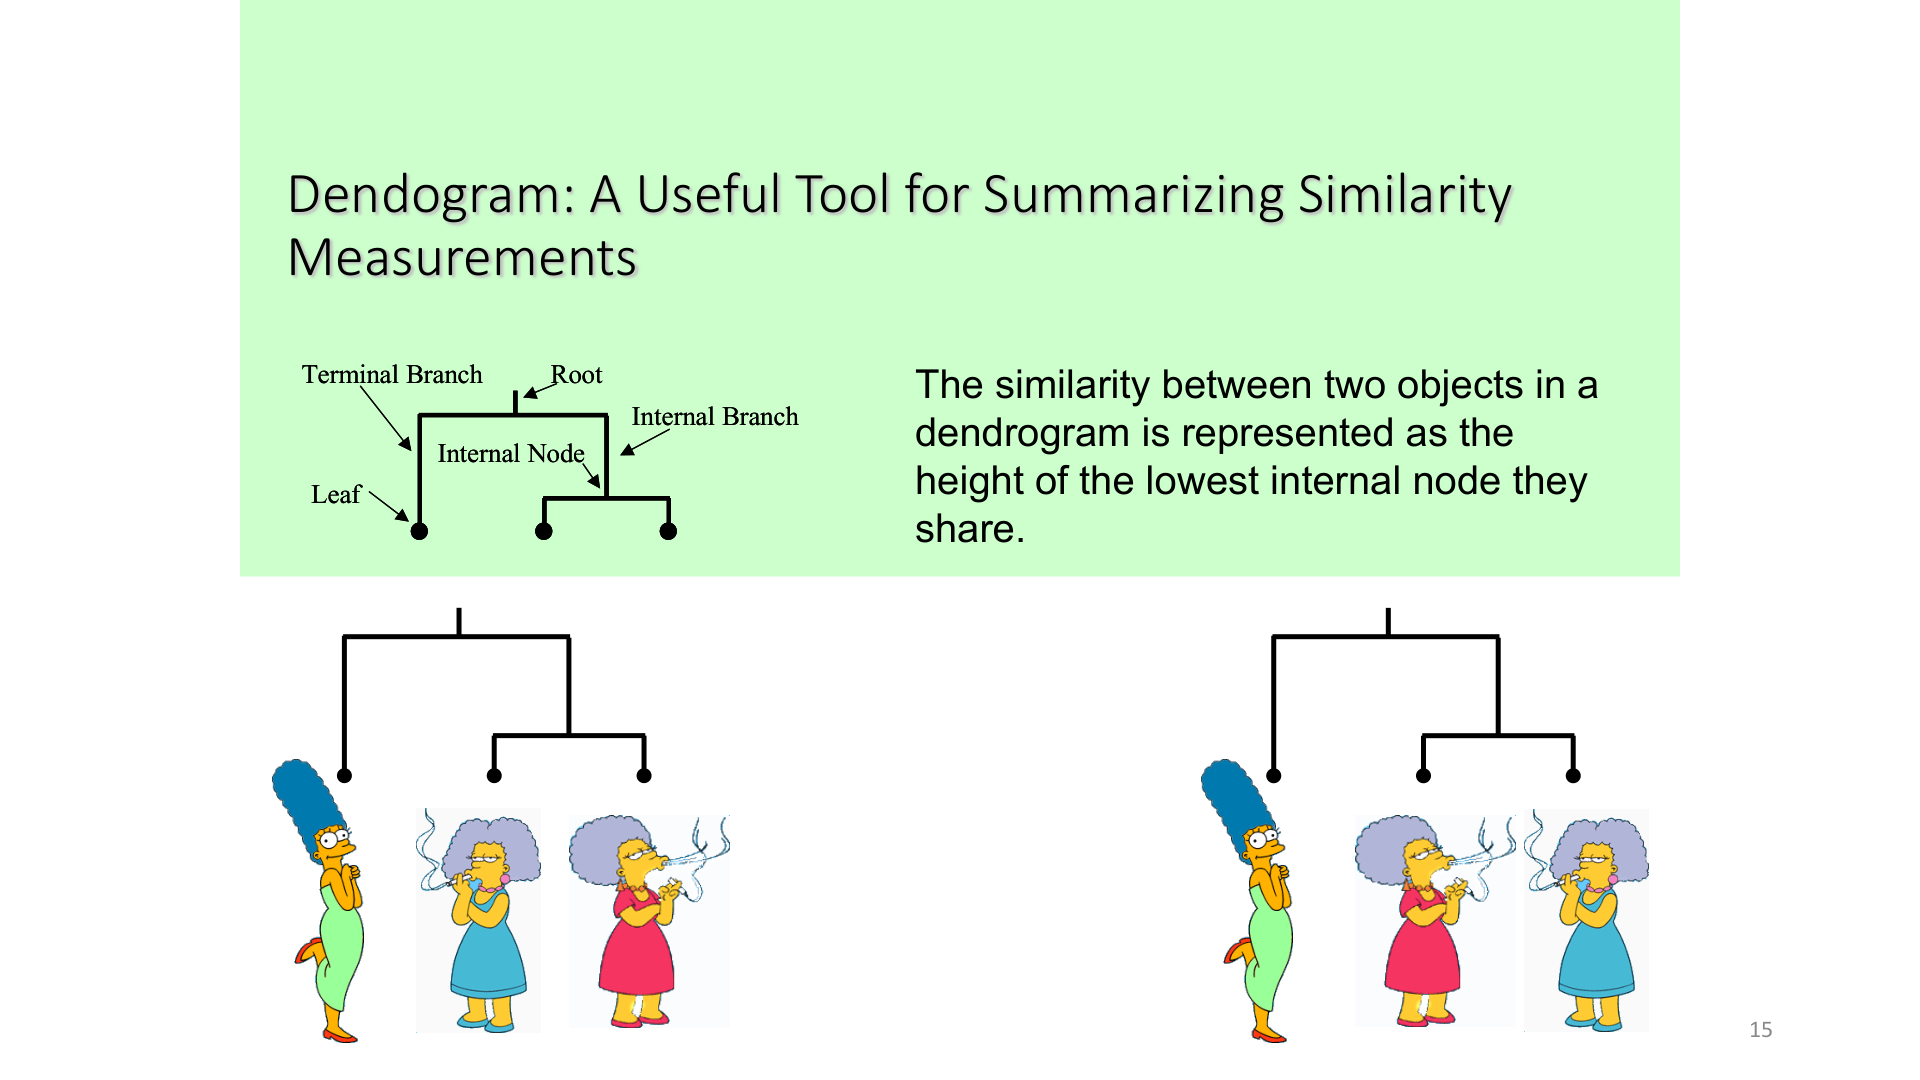 Dendogram: A Useful Tool for Summarizing Similarity
Measurements
Terminal Branch
Root
Internal Branch
Internal Node
Leaf
The similarity between two objects in a
dendrogram is represented as the
height of the lowest internal node they
share.
15